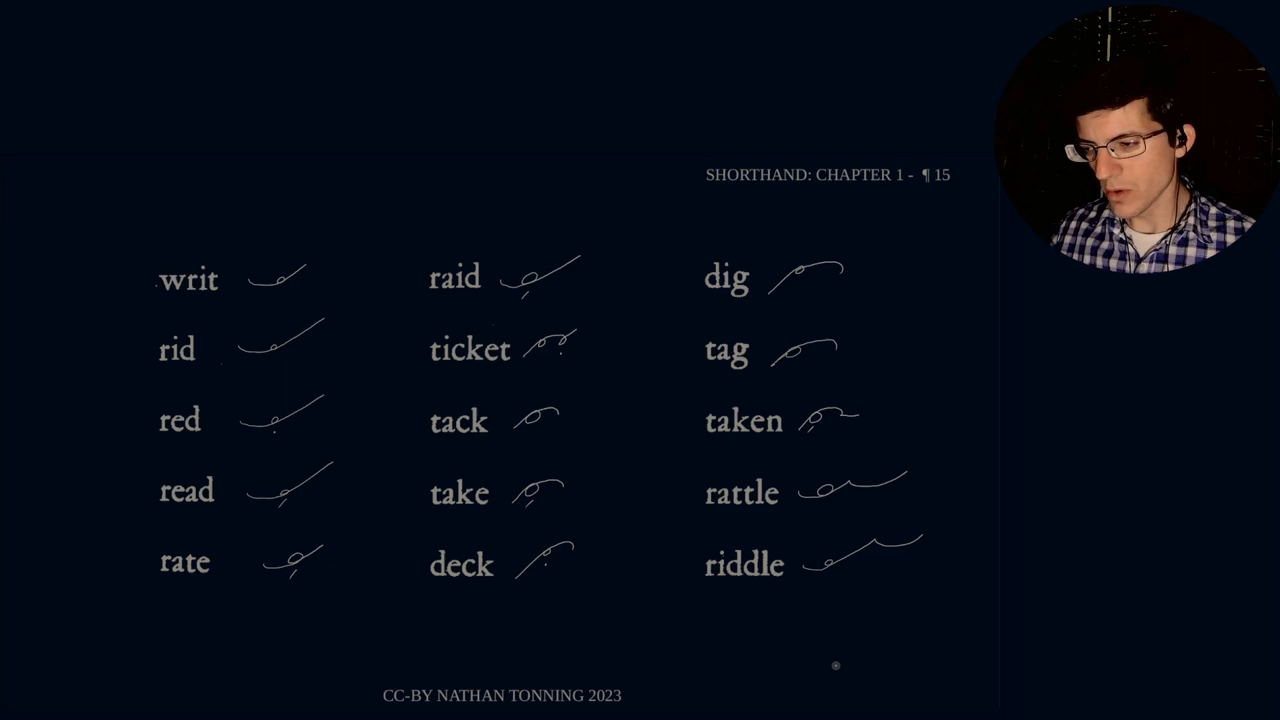 SHORTHAND: CHAPTER 1 - ¶ 15
writ
rid
red
read
rate
raid
ticket
tack
take
deck
dig
tag
taken
rattle
riddle
CC-BY NATHAN TONNING 2023